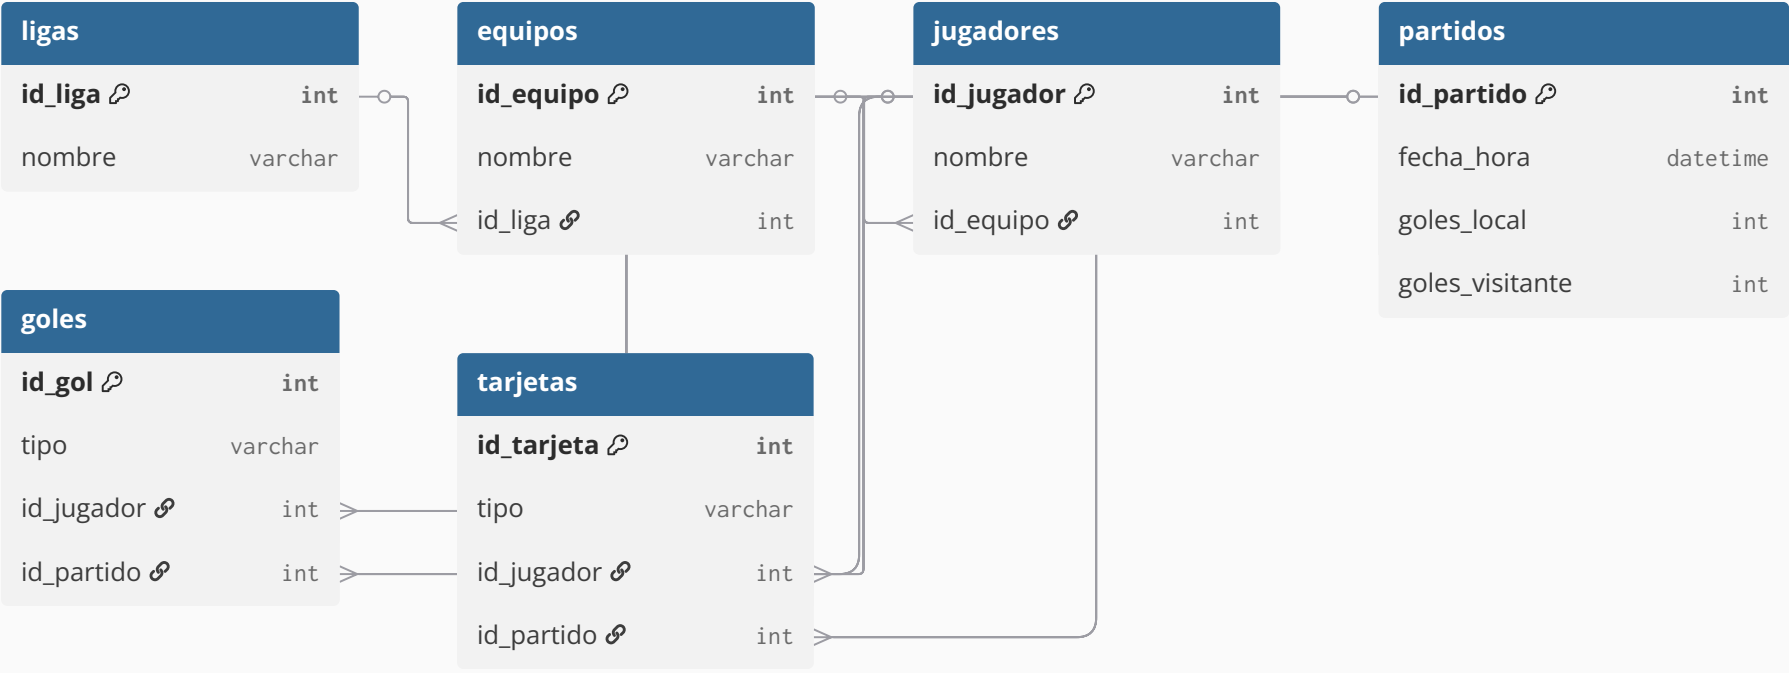 ligas
id_liga int
nombre varchar
equipos
id_equipo int
nombre varchar
id_liga int
jugadores
id_jugador int
nombre varchar
id_equipo int
partidos
id_partido int
fecha_hora datetime
goles_local int
goles_visitante int
goles
id_gol int
tipo varchar
id_jugador int
id_partido int
tarjetas
id_tarjeta int
tipo varchar
id_jugador int
id_partido int